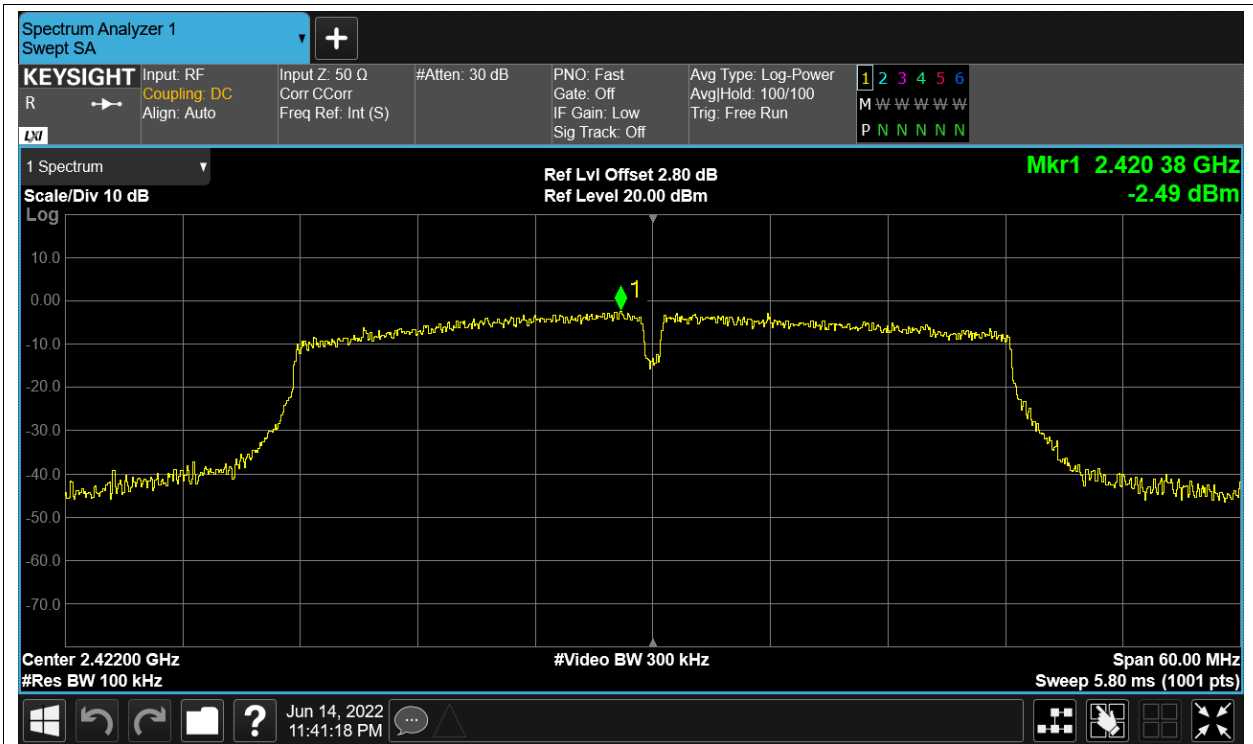 Spectrum Analyzer 1
Swept SA
+
KEYSIGHT
R
LXI
Input: RF
Coupling: DC
Align: Auto
Input Z: 50 Ω
Corr CCorr
Freq Ref: Int (S)
#Atten: 30 dB
PNO: Fast
Gate: Off
IF Gain: Low
Sig Track: Off
Avg Type: Log-Power
Avg|Hold: 100/100
Trig: Free Run
1 2 3 4 5 6
M W W W W W
P N N N N N
1 Spectrum
Scale/Div 10 dB
Log
Ref Lvl Offset 2.80 dB
Ref Level 20.00 dBm
Mkr1 2.420 38 GHz
-2.49 dBm
10.0
0.00
-10.0
-20.0
-30.0
-40.0
-50.0
-60.0
-70.0
1
Center 2.42200 GHz
#Res BW 100 kHz
#Video BW 300 kHz
Span 60.00 MHz
Sweep 5.80 ms (1001 pts)
?
Jun 14, 2022
11:41:18 PM